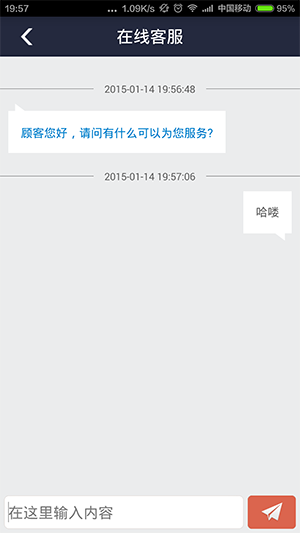 19:57 ... 1.09K/s 中国移动 95%
在线客服
2015-01-14 19:56:48
顾客您好，请问有什么可以为您服务?
2015-01-14 19:57:06
哈喽
在这里输入内容